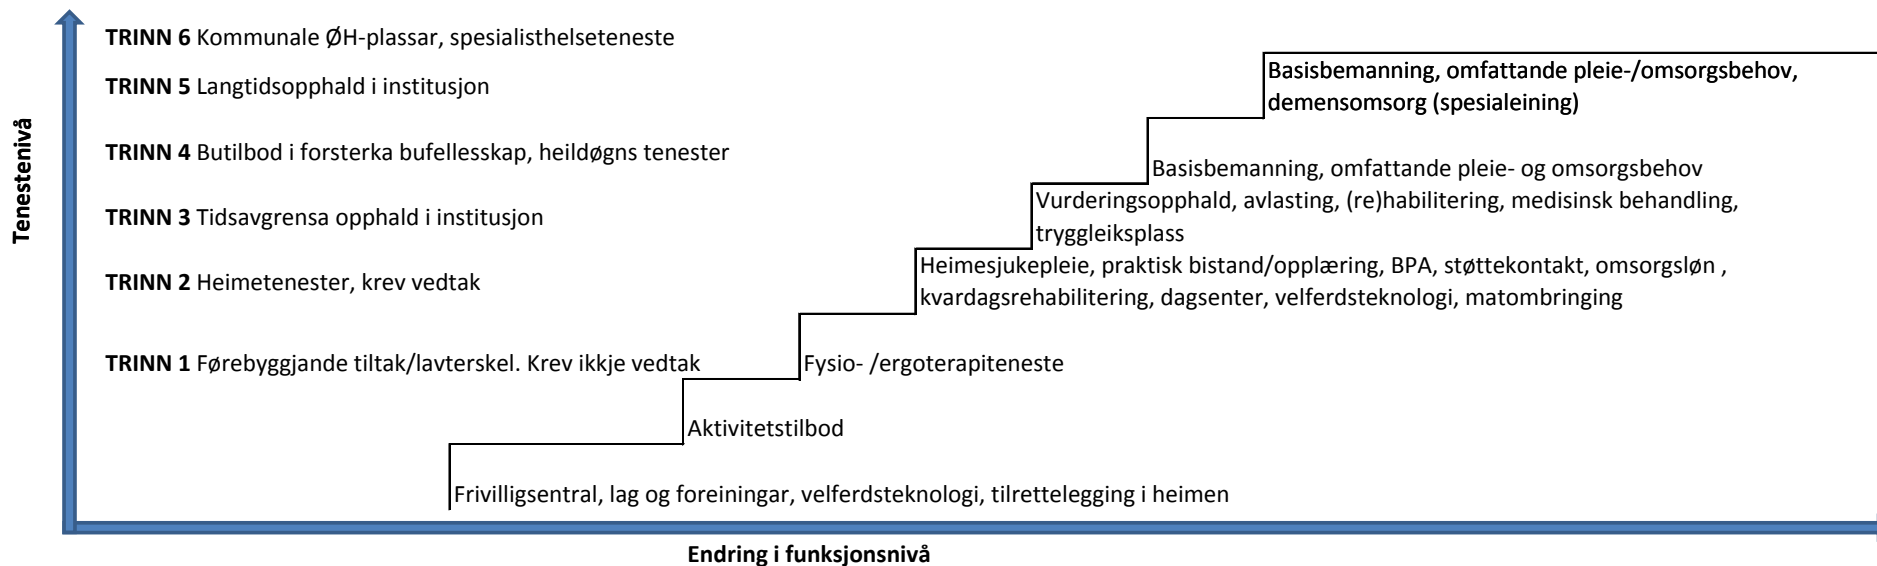 TRINN 6 Kommunale ØH-plassar, spesialisthelseteneste
Basisbemanning, omfattande pleie-/omsorgsbehov,
TRINN 5 Langtidsopphald i institusjon
demensomsorg (spesialeining)
TRINN 4 Butilbod i forsterka bufellesskap, heildøgns tenester
Basisbemanning, omfattande pleie- og omsorgsbehov
Tenestenivå
TRINN 3 Tidsavgrensa opphald i institusjon
Vurderingsopphald, avlasting, (re)habilitering, medisinsk behandling,
tryggleiksplass
TRINN 2 Heimetenester, krev vedtak
Heimesjukepleie, praktisk bistand/opplæring, BPA, støttekontakt, omsorgsløn ,
kvardagsrehabilitering, dagsenter, velferdsteknologi, matombringing
TRINN 1 Førebyggjande tiltak/lavterskel. Krev ikkje vedtak
Fysio- /ergoterapiteneste
Aktivitetstilbod
Frivilligsentral, lag og foreiningar, velferdsteknologi, tilrettelegging i heimen
Endring i funksjonsnivå